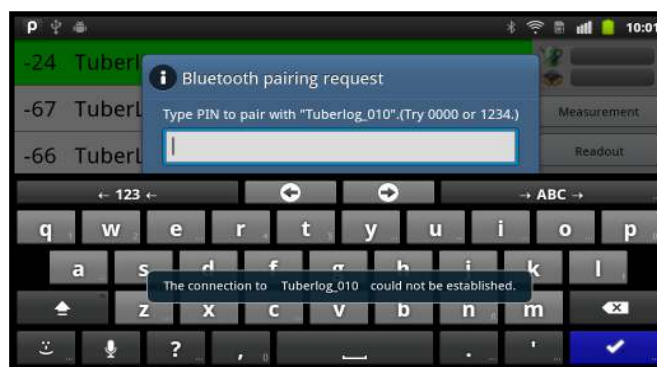 10:01
-24 Tuberl
Bluetooth pairing request
-67 TuberL
Type PIN to pair with "Tuberlog_010".(Try 0000 or 1234.)
Measurement
-66 TuberL
Readout
← 123 ←
→ ABC →
q w e r t y u i o p
a s d f g h j k l
The connection to Tuberlog_010 could not be established.
z x c v b n m
? , . '